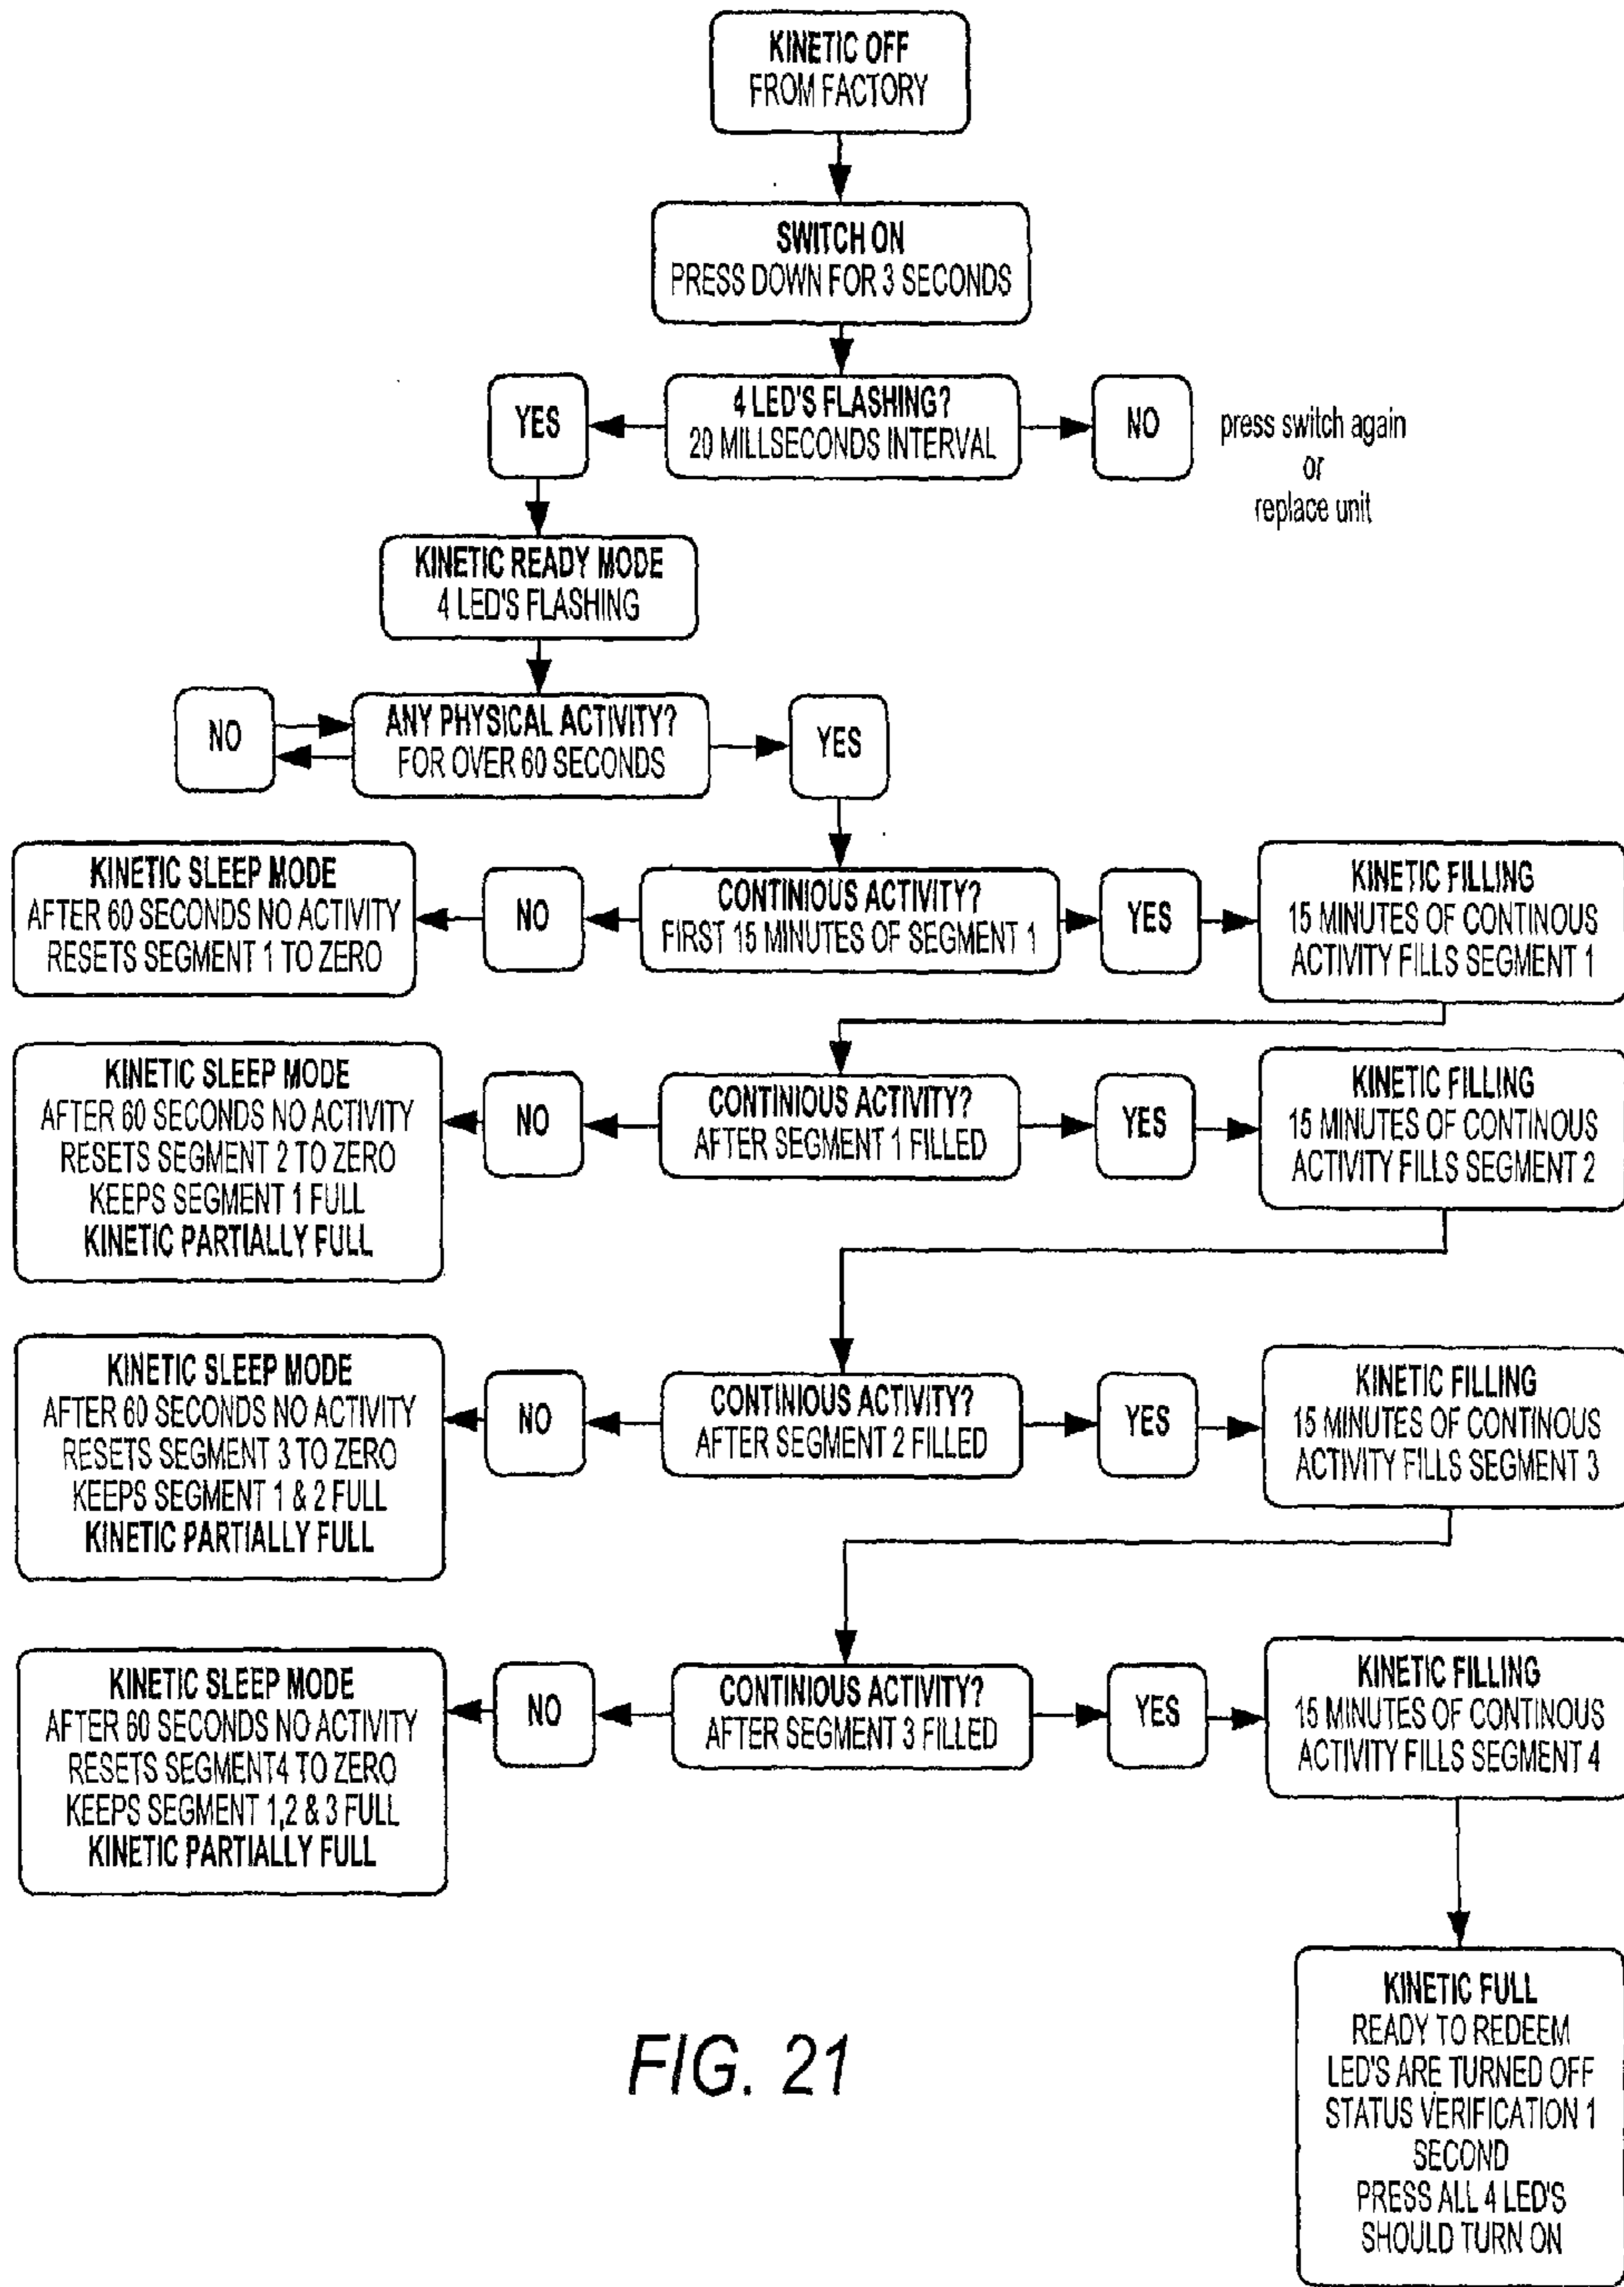 KINETIC OFF
FROM FACTORY
SWITCH ON
PRESS DOWN FOR 3 SECONDS
YES
4 LED'S FLASHING?
20 MILLSECONDS INTERVAL
NO
press switch again
or
replace unit
KINETIC READY MODE
4 LED'S FLASHING
NO
ANY PHYSICAL ACTIVITY?
FOR OVER 60 SECONDS
YES
KINETIC SLEEP MODE
AFTER 60 SECONDS NO ACTIVITY
RESETS SEGMENT 1 TO ZERO
NO
CONTINIOUS ACTIVITY?
FIRST 15 MINUTES OF SEGMENT 1
YES
KINETIC FILLING
15 MINUTES OF CONTINOUS
ACTIVITY FILLS SEGMENT 1
KINETIC SLEEP MODE
AFTER 60 SECONDS NO ACTIVITY
RESETS SEGMENT 2 TO ZERO
KEEPS SEGMENT 1 FULL
KINETIC PARTIALLY FULL
NO
CONTINIOUS ACTIVITY?
AFTER SEGMENT 1 FILLED
YES
KINETIC FILLING
15 MINUTES OF CONTINOUS
ACTIVITY FILLS SEGMENT 2
KINETIC SLEEP MODE
AFTER 60 SECONDS NO ACTIVITY
RESETS SEGMENT 3 TO ZERO
KEEPS SEGMENT 1 & 2 FULL
KINETIC PARTIALLY FULL
NO
CONTINIOUS ACTIVITY?
AFTER SEGMENT 2 FILLED
YES
KINETIC FILLING
15 MINUTES OF CONTINOUS
ACTIVITY FILLS SEGMENT 3
KINETIC SLEEP MODE
AFTER 60 SECONDS NO ACTIVITY
RESETS SEGMENT4 TO ZERO
KEEPS SEGMENT 1,2 & 3 FULL
KINETIC PARTIALLY FULL
NO
CONTINIOUS ACTIVITY?
AFTER SEGMENT 3 FILLED
YES
KINETIC FILLING
15 MINUTES OF CONTINOUS
ACTIVITY FILLS SEGMENT 4
KINETIC FULL
READY TO REDEEM
LED'S ARE TURNED OFF
STATUS VERIFICATION 1
SECOND
PRESS ALL 4 LED'S
SHOULD TURN ON
FIG. 21